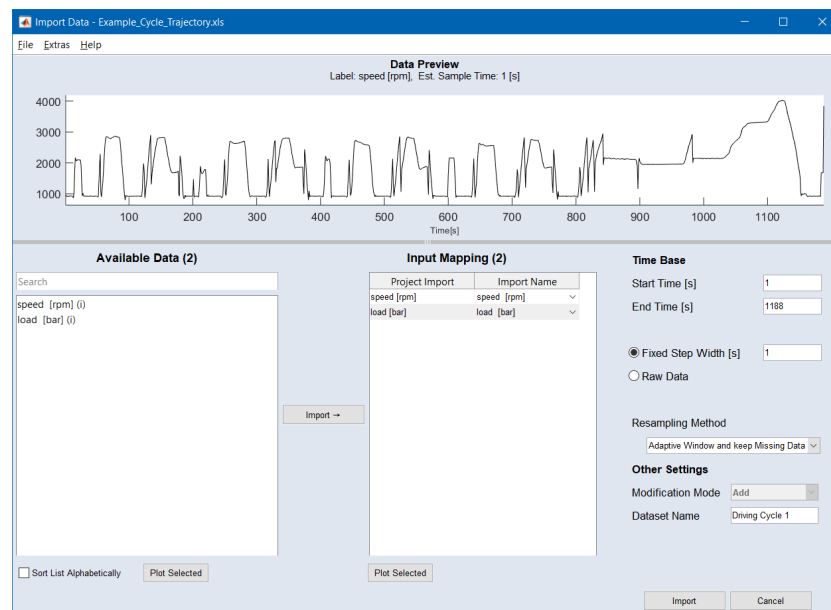 Import Data - Example_Cycle_Trajectory.xls
File Extras Help
Data Preview
Label: speed [rpm], Est. Sample Time: 1 [s]
4000
3000
2000
1000
100 200 300 400 500 600 700 800 900 1000 1100
Time[s]
Available Data (2)
Search
speed [rpm] (i)
load [bar] (i)
Sort List Alphabetically
Plot Selected
Import →
Input Mapping (2)
Project Import Import Name
speed [rpm] speed [rpm]
load [bar] load [bar]
Plot Selected
Time Base
Start Time [s] 1
End Time [s] 1188
Fixed Step Width [s] 1
Raw Data
Resampling Method
Adaptive Window and keep Missing Data
Other Settings
Modification Mode Add
Dataset Name Driving Cycle 1
Import Cancel